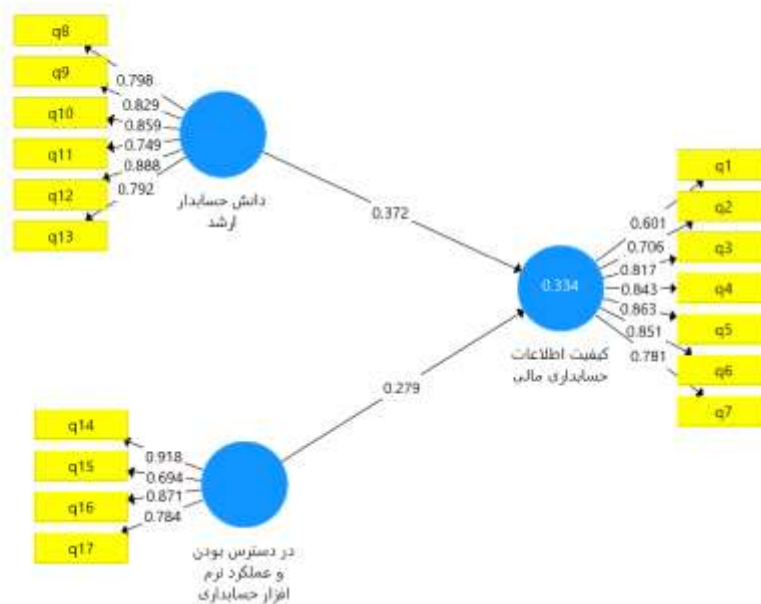 q8
q9
q10
q11
q12
q13
0.798
0.829
0.859
0.749
0.888
0.792
دانش حسابدار
ارشد
0.372
q14
q15
q16
q17
0.918
0.694
0.871
0.784
در دسترس بودن
و عملکرد نرم
افزار حسابداری
0.279
0.334
کیفیت اطلاعات
حسابداری مالی
0.601
0.706
0.817
0.843
0.863
0.851
0.781
q1
q2
q3
q4
q5
q6
q7